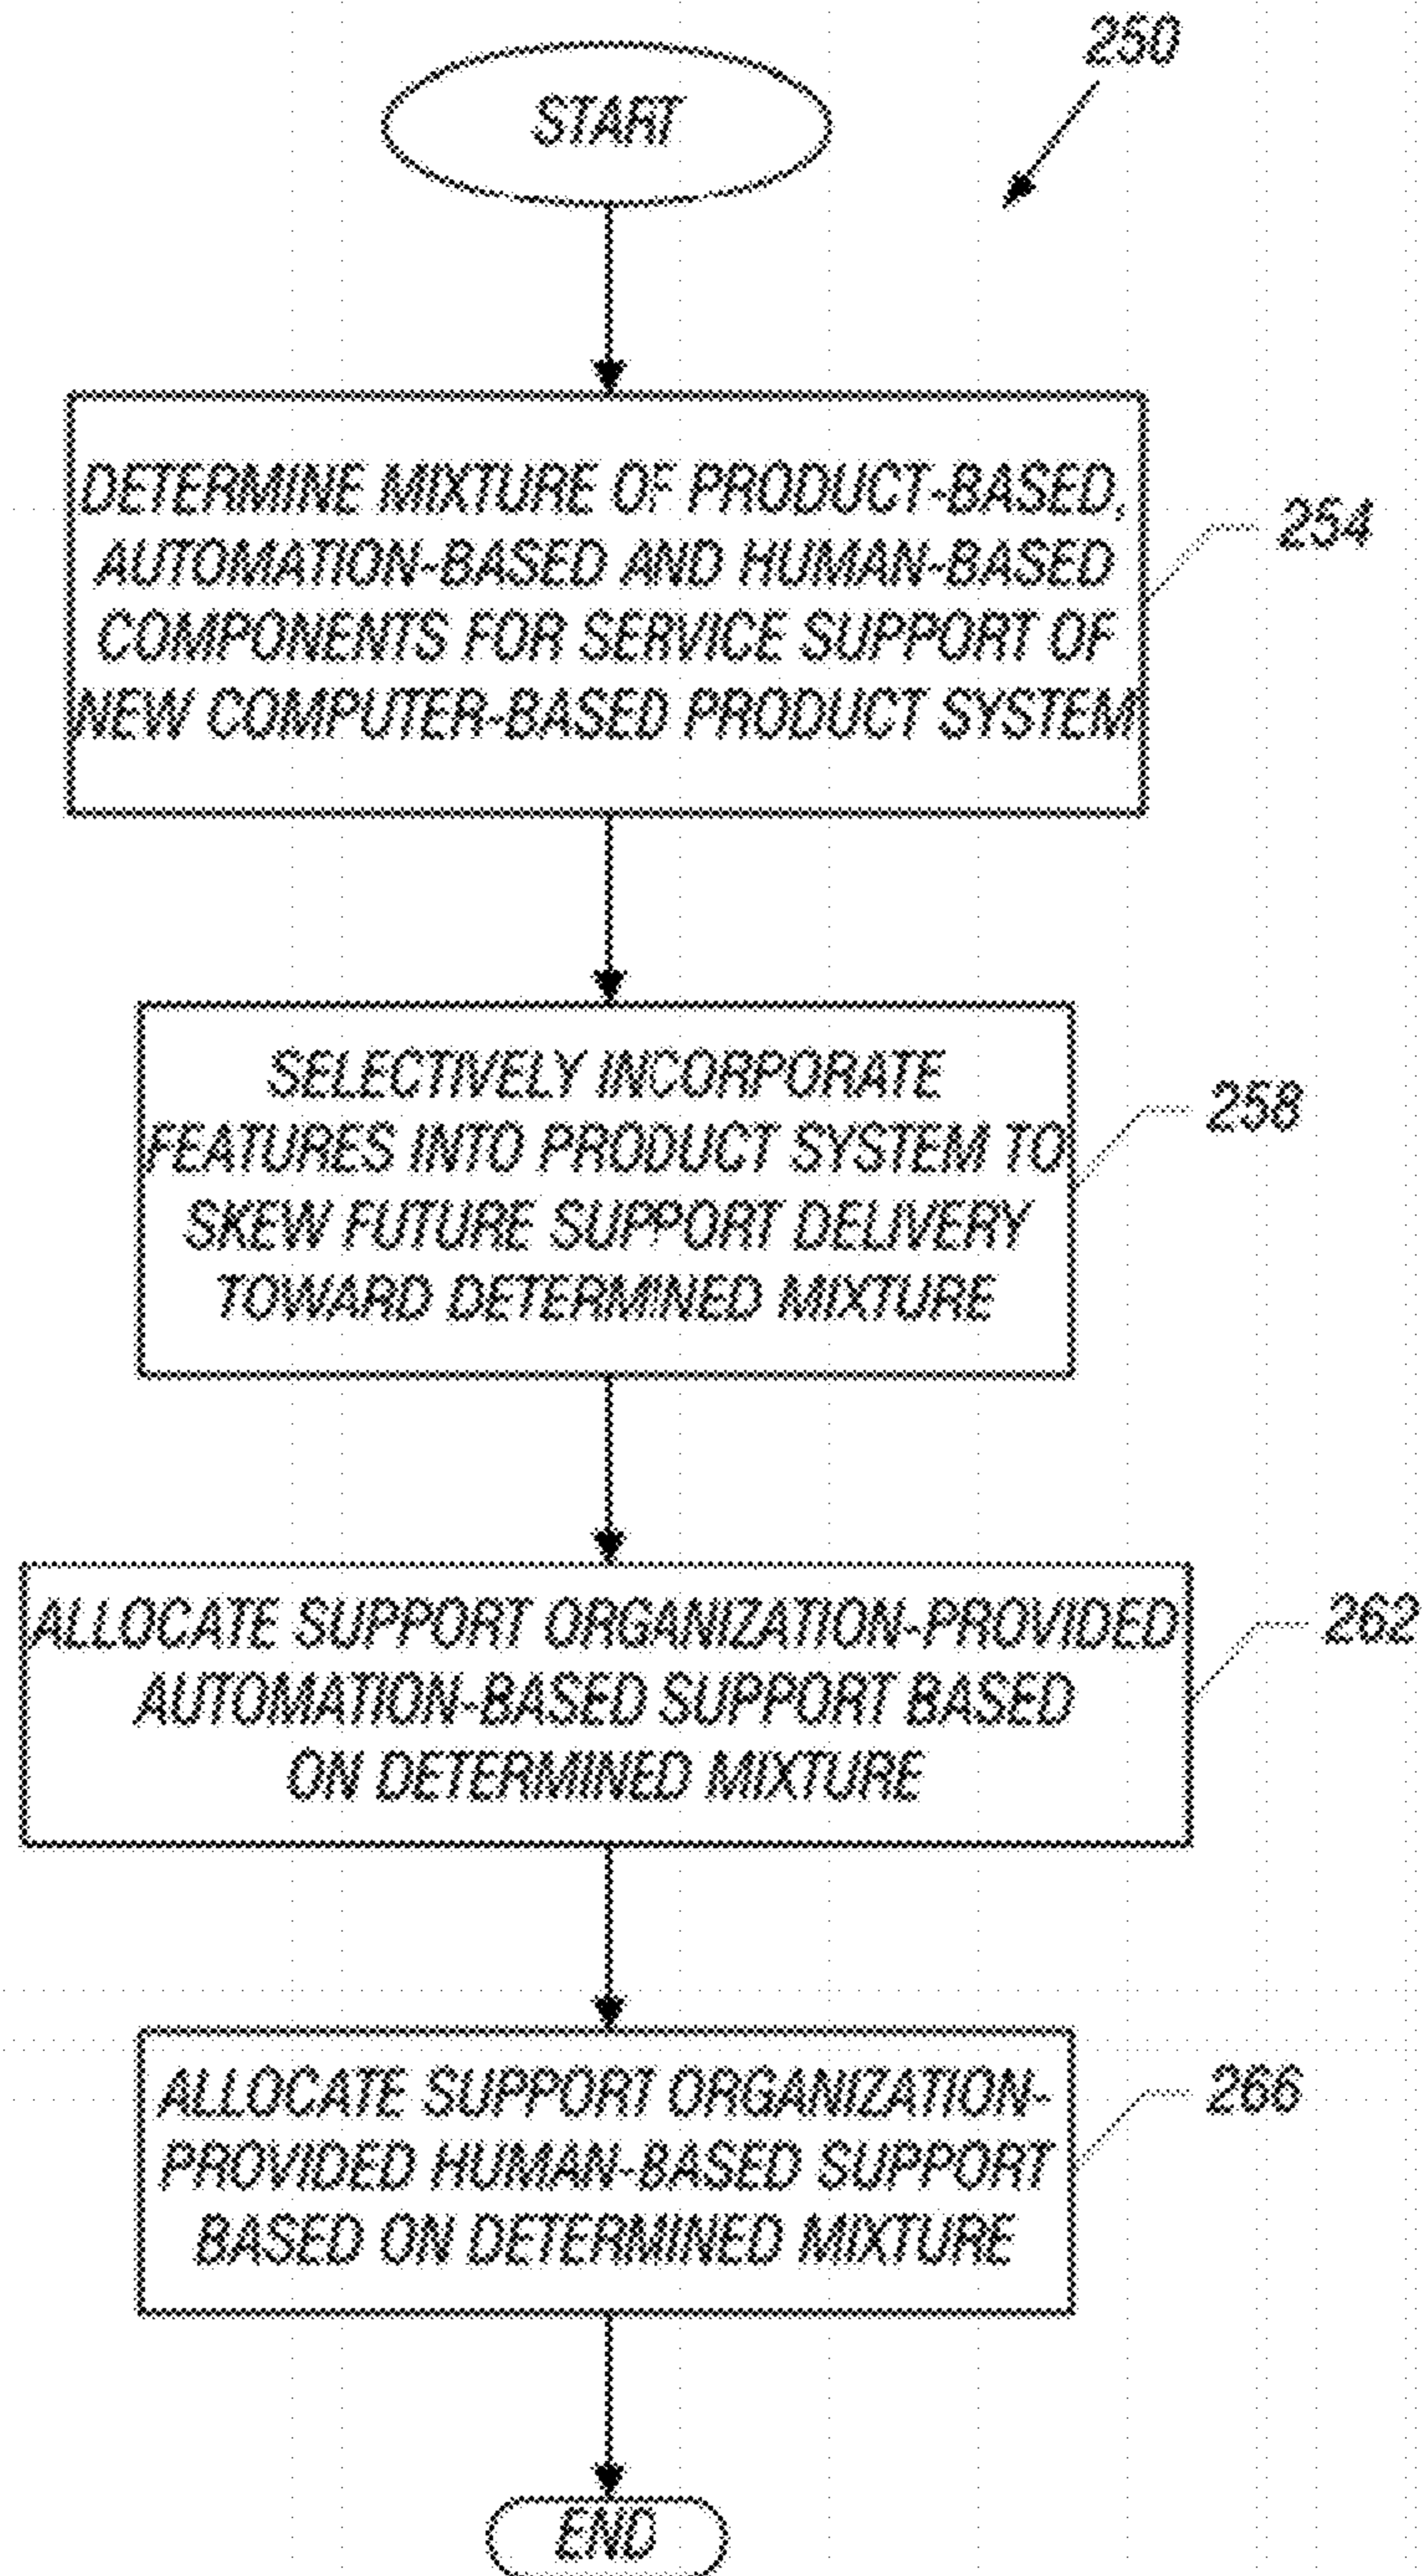 250
START
DETERMINE MIXTURE OF PRODUCT-BASED,
AUTOMATION-BASED AND HUMAN-BASED
COMPONENTS FOR SERVICE SUPPORT OF
NEW COMPUTER-BASED PRODUCT SYSTEM
254
SELECTIVELY INCORPORATE
FEATURES INTO PRODUCT SYSTEM TO
SKEW FUTURE SUPPORT DELIVERY
TOWARD DETERMINED MIXTURE
258
ALLOCATE SUPPORT ORGANIZATION-PROVIDED
AUTOMATION-BASED SUPPORT BASED
ON DETERMINED MIXTURE
262
ALLOCATE SUPPORT ORGANIZATION-
PROVIDED HUMAN-BASED SUPPORT
BASED ON DETERMINED MIXTURE
266
END